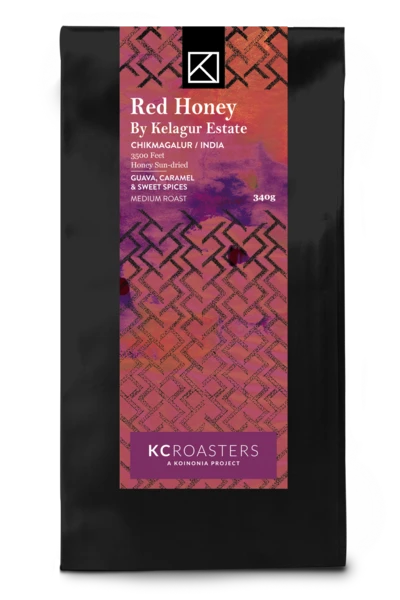 Red Honey
By Kelagur Estate
CHIKMAGALUR / INDIA
3500 Feet
Honey Sun-dried
GUAVA, CARAMEL
& SWEET SPICES
MEDIUM ROAST
340g
KCROASTERS
A KOINONIA PROJECT